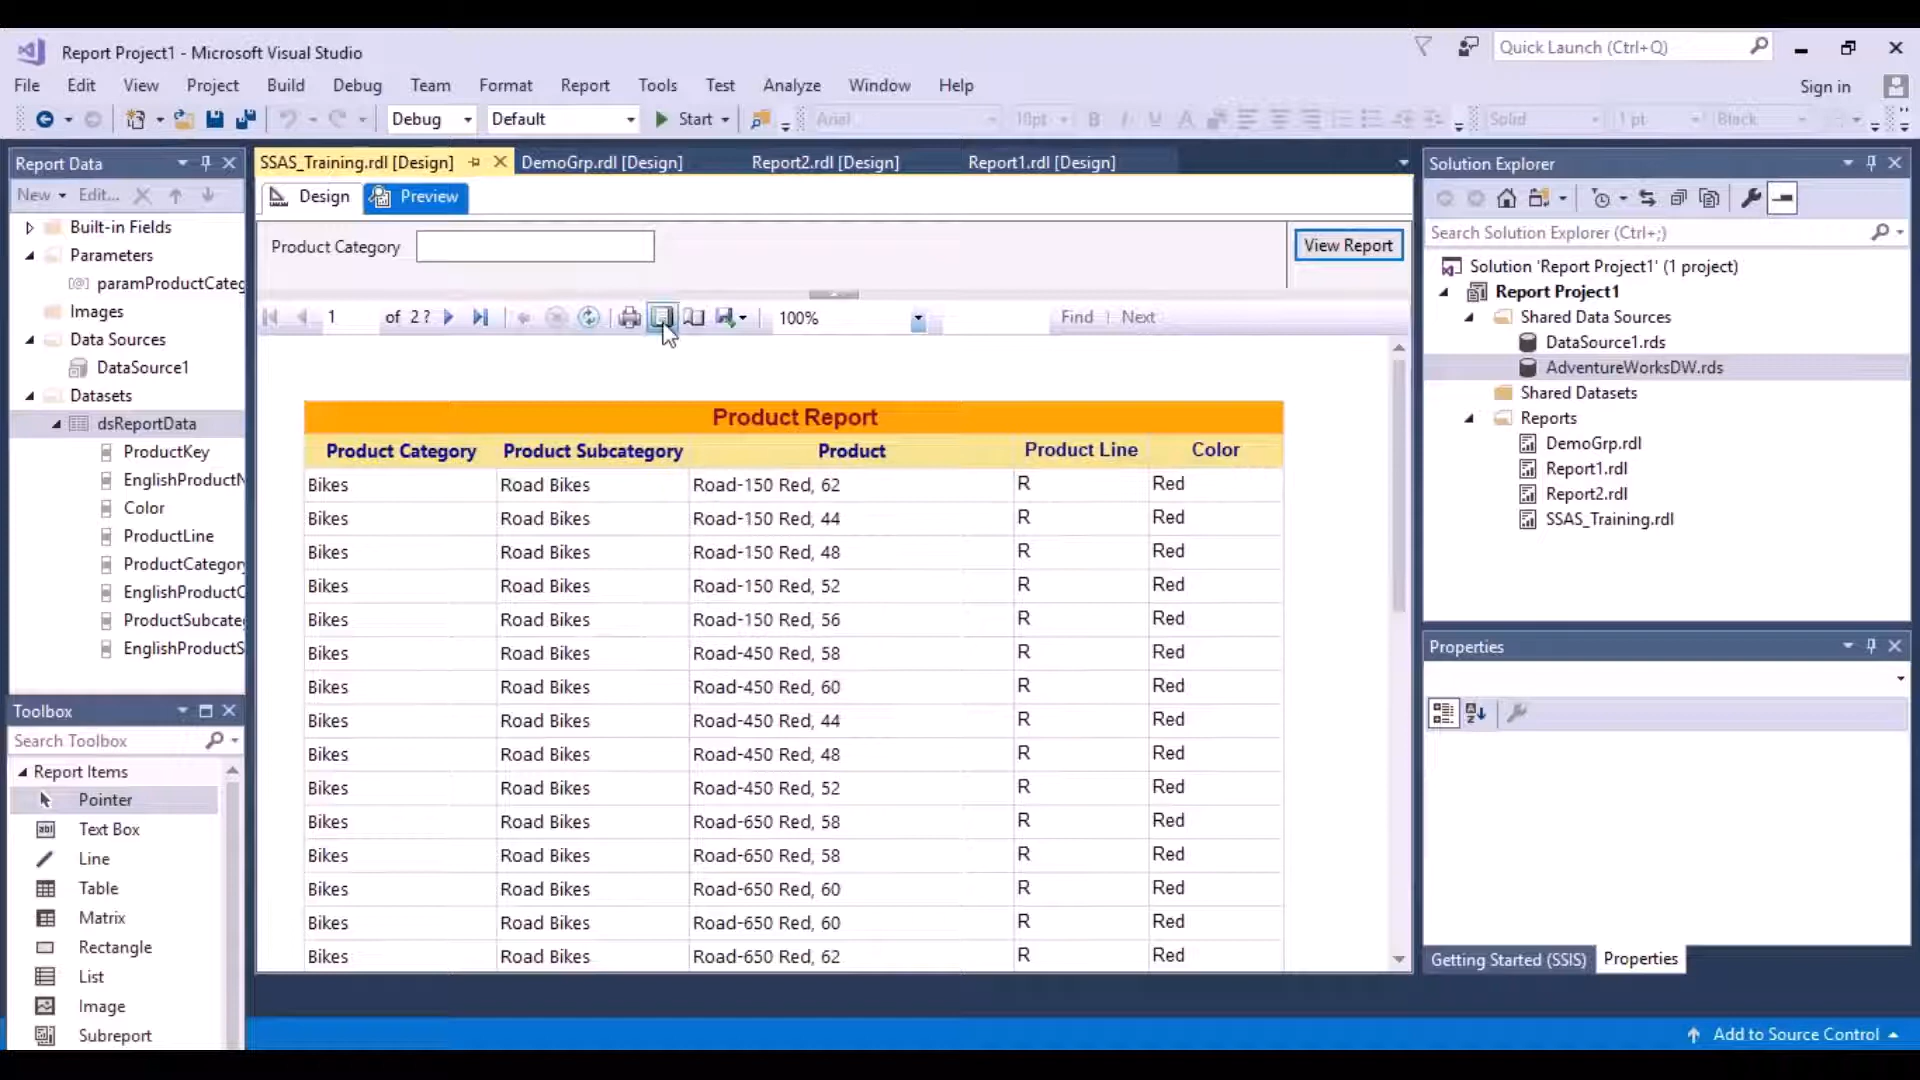 Report Project1 - Microsoft Visual Studio
Quick Launch (Ctrl+Q)
File Edit View Project Build Debug Team Format Report Tools Test Analyze Window Help
Sign in
Debug Default Start Arial 10pt B I U A Solid 1 pt Black
Report Data
New Edit...
Built-in Fields
Parameters
[@] paramProductCateg
Images
Data Sources
DataSource1
Datasets
dsReportData
ProductKey
EnglishProductN
Color
ProductLine
ProductCategory
EnglishProductC
ProductSubcate
EnglishProductS
Toolbox
Search Toolbox
Report Items
Pointer
Text Box
Line
Table
Matrix
Rectangle
List
Image
Subreport
SSAS_Training.rdl [Design] DemoGrp.rdl [Design] Report2.rdl [Design] Report1.rdl [Design]
Design Preview
Product Category View Report
1 of 2 ? 100% Find | Next
Product Report
Product Category Product Subcategory Product Product Line Color
Bikes Road Bikes Road-150 Red, 62 R Red
Bikes Road Bikes Road-150 Red, 44 R Red
Bikes Road Bikes Road-150 Red, 48 R Red
Bikes Road Bikes Road-150 Red, 52 R Red
Bikes Road Bikes Road-150 Red, 56 R Red
Bikes Road Bikes Road-450 Red, 58 R Red
Bikes Road Bikes Road-450 Red, 60 R Red
Bikes Road Bikes Road-450 Red, 44 R Red
Bikes Road Bikes Road-450 Red, 48 R Red
Bikes Road Bikes Road-450 Red, 52 R Red
Bikes Road Bikes Road-650 Red, 58 R Red
Bikes Road Bikes Road-650 Red, 58 R Red
Bikes Road Bikes Road-650 Red, 60 R Red
Bikes Road Bikes Road-650 Red, 60 R Red
Bikes Road Bikes Road-650 Red, 62 R Red
Solution Explorer
Search Solution Explorer (Ctrl+;)
Solution 'Report Project1' (1 project)
Report Project1
Shared Data Sources
DataSource1.rds
AdventureWorksDW.rds
Shared Datasets
Reports
DemoGrp.rdl
Report1.rdl
Report2.rdl
SSAS_Training.rdl
Properties
Getting Started (SSIS) Properties
Add to Source Control